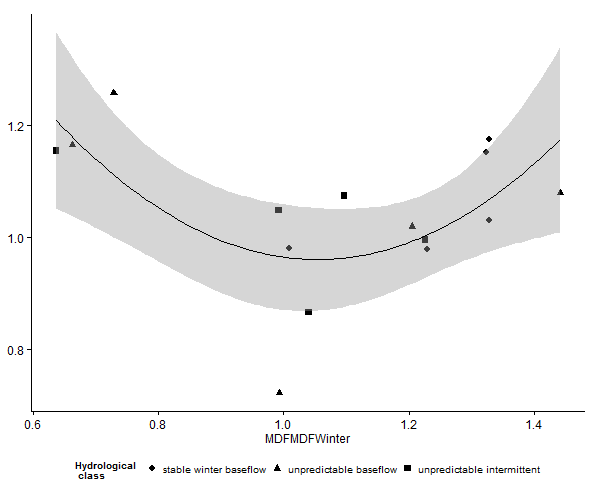 1.2
1.0
0.8
0.6 0.8 1.0 1.2 1.4
MDFMDFWinter
Hydrological
class
stable winter baseflow unpredictable baseflow unpredictable intermittent